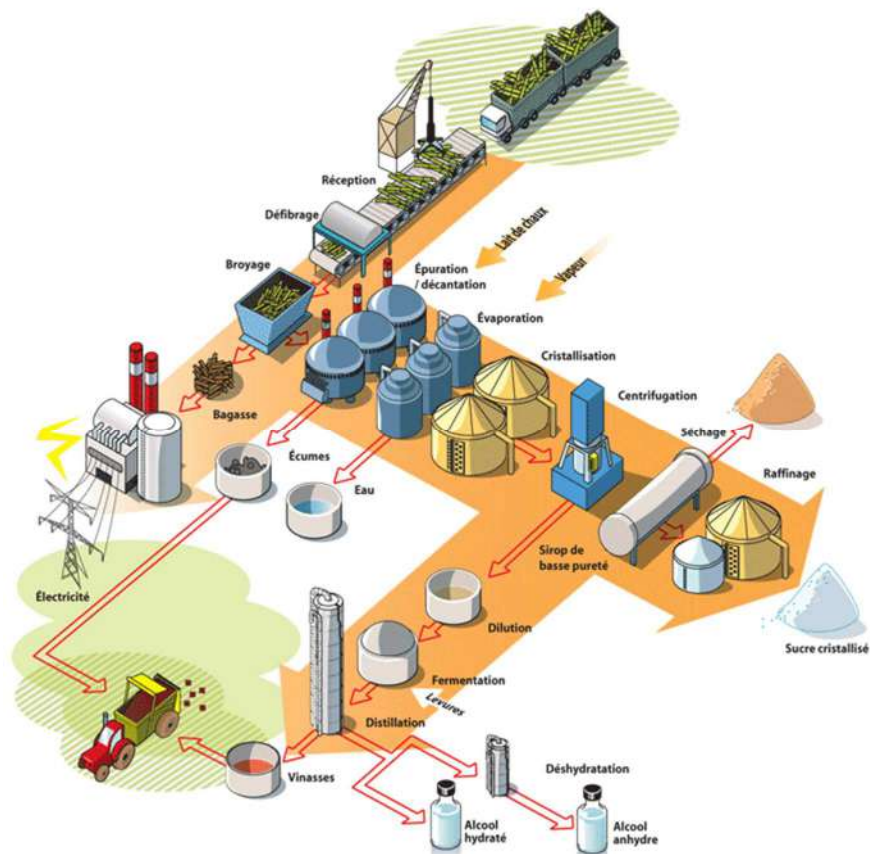 Réception
Défibrage
Lait de chaux
Broyage
Épuration
/ décantation
Vapeur
Évaporation
Cristallisation
Centrifugation
Bagasse
Séchage
Écumes
Raffinage
Eau
Sirop de
basse pureté
Électricité
Dilution
Sucre cristallisé
Fermentation
Levures
Distillation
Vinasses
Déshydratation
Alcool
hydraté
Alcool
anhydre